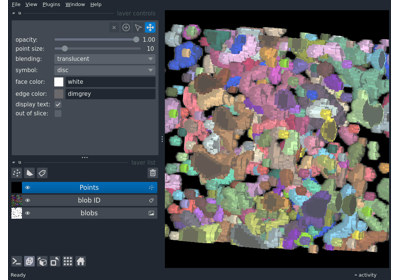 File View Plugins Window Help
layer controls
opacity: 1.00
point size: 10
blending: translucent
symbol: disc
face color: white
edge color: dimgrey
display text: ✓
out of slice:
layer list
Points
blob ID
blobs
Ready
activity